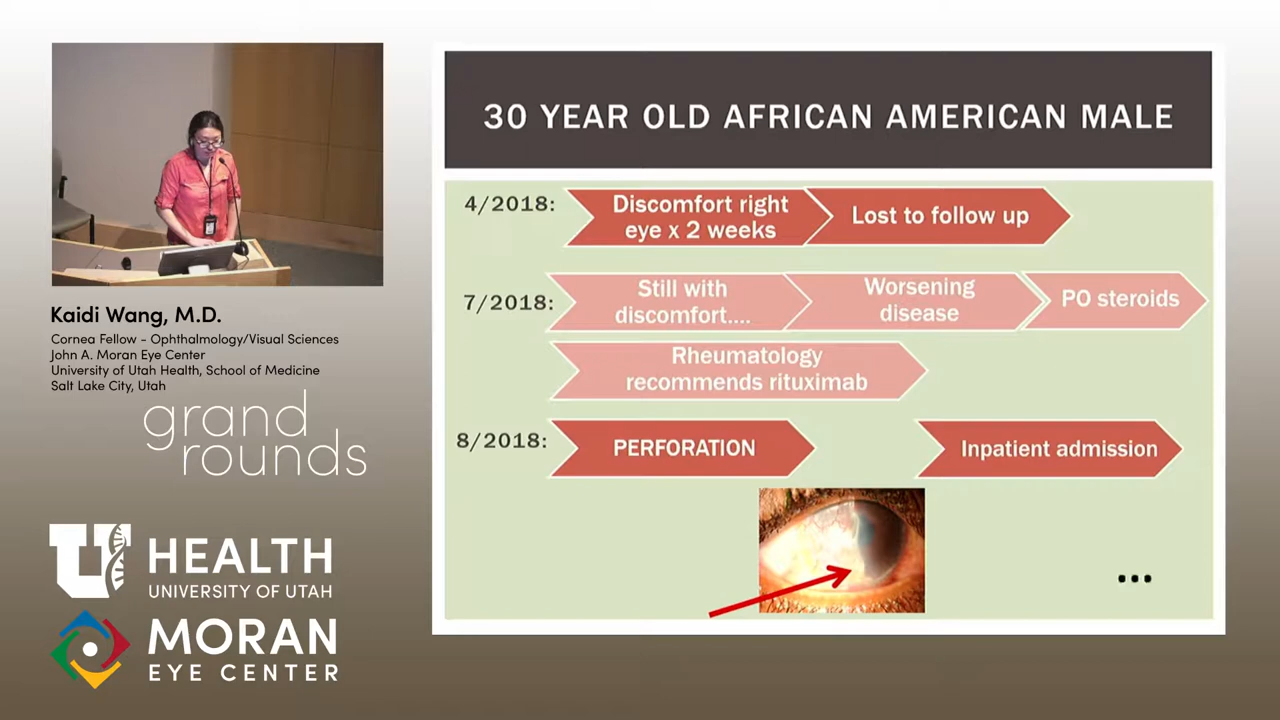 30 YEAR OLD AFRICAN AMERICAN MALE
4/2018:
Discomfort right
eye x 2 weeks
Lost to follow up
7/2018:
Still with
discomfort....
Worsening
disease
PO steroids
Rheumatology
recommends rituximab
8/2018:
PERFORATION
Inpatient admission
...
Kaidi Wang, M.D.
Cornea Fellow - Ophthalmology/Visual Sciences
John A. Moran Eye Center
University of Utah Health, School of Medicine
Salt Lake City, Utah
grand
rounds
U HEALTH
UNIVERSITY OF UTAH
MORAN
EYE CENTER